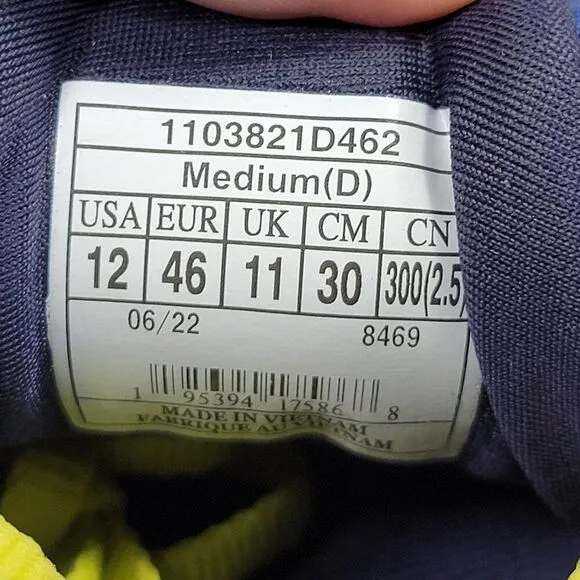 1103821D462
Medium(D)
USA EUR UK CM CN
12 46 11 30 300(2.5
06/22 8469
1 95394 17586 8
MADE IN VIETNAM
FABRIQUE AU VIETNAM